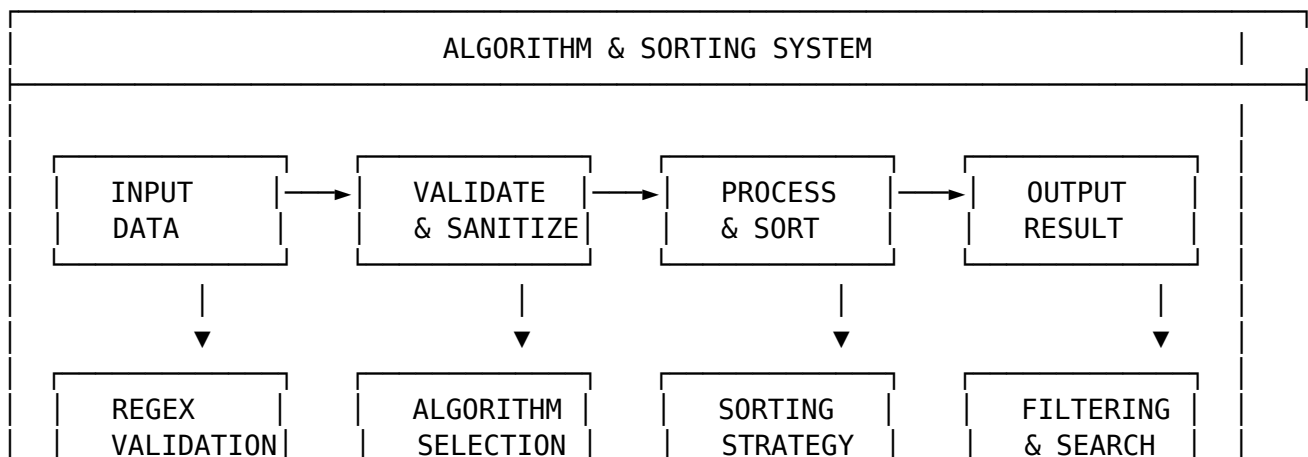 ALGORITHM & SORTING SYSTEM
INPUT VALIDATE PROCESS OUTPUT
DATA & SANITIZE & SORT RESULT
REGEX ALGORITHM SORTING FILTERING
VALIDATION SELECTION STRATEGY & SEARCH